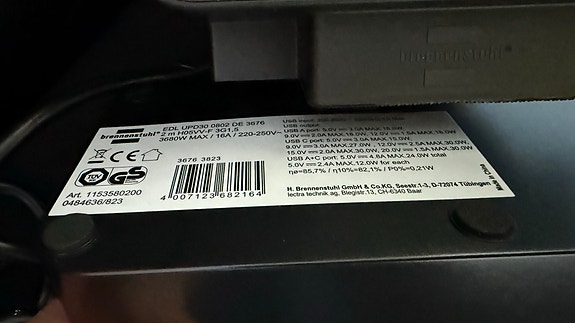 BRENNENSTUHL®
brennenstuhl®
EDL UPD30 0802 DE 3676
2 m H05VV-F 3G1,5
3680W MAX / 16A / 220-250V~
3676 3823
4 007123 682164
Art. 1153580200
0484636/823
USB input:
USB output:
USB A port: 5.0V⎓3.0A MAX.15.0W,
9.0V⎓2.0A MAX.18.0W, 12.0V⎓1.5A MAX.18.0W
USB C port: 5.0V⎓3.0A MAX.15.0W,
9.0V⎓3.0A MAX.27.0W, 12.0V⎓2.5A MAX.30.0W,
15.0V⎓2.0A MAX.30.0W, 20.0V⎓1.5A MAX.30.0W
USB A+C port: 5.0V⎓4.8A MAX.24.0W total
5.0V⎓2.4A MAX.12.0W for each
ηø=85,7% / η10%=82,1% / P0%=0,21W
H. Brennenstuhl GmbH & Co.KG, Seestr.1-3, D-72074 Tübingen
lectra technik ag, Blegistr.13, CH-6340 Baar
Made in China